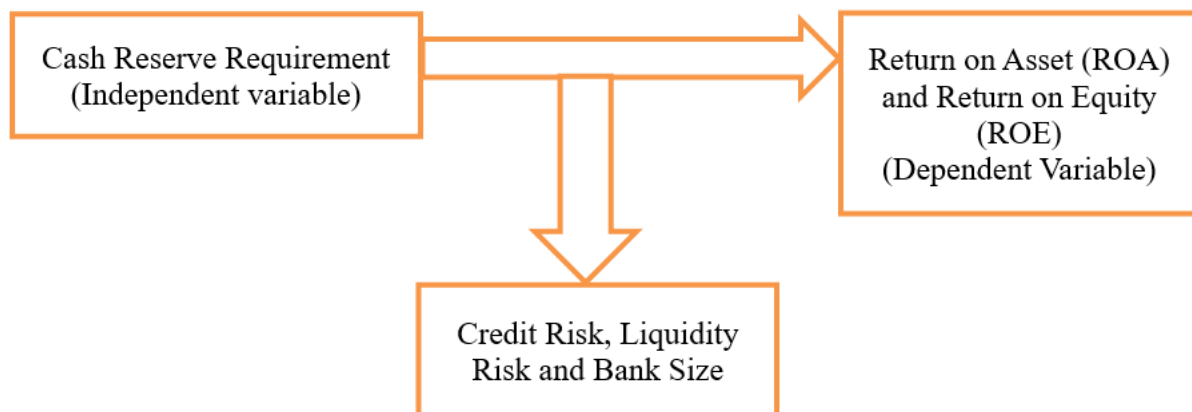 Cash Reserve Requirement
(Independent variable)
Return on Asset (ROA)
and Return on Equity
(ROE)
(Dependent Variable)
Credit Risk, Liquidity
Risk and Bank Size